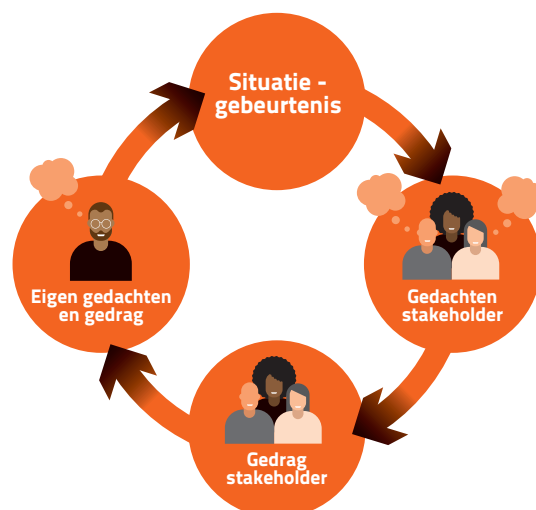 Situatie -
gebeurtenis
Eigen gedachten
en gedrag
Gedachten
stakeholder
Gedrag
stakeholder